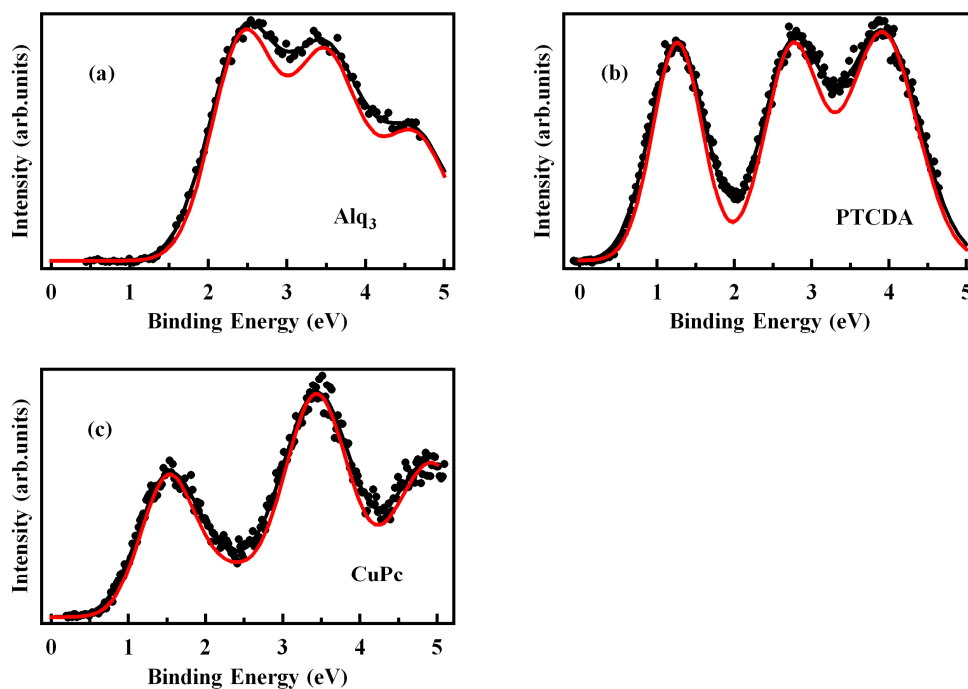 (a)
Intensity (arb.units)
Alq3
0 1 2 3 4 5
Binding Energy (eV)
(b)
Intensity (arb.units)
PTCDA
0 1 2 3 4 5
Binding Energy (eV)
(c)
Intensity (arb.units)
CuPc
0 1 2 3 4 5
Binding Energy (eV)